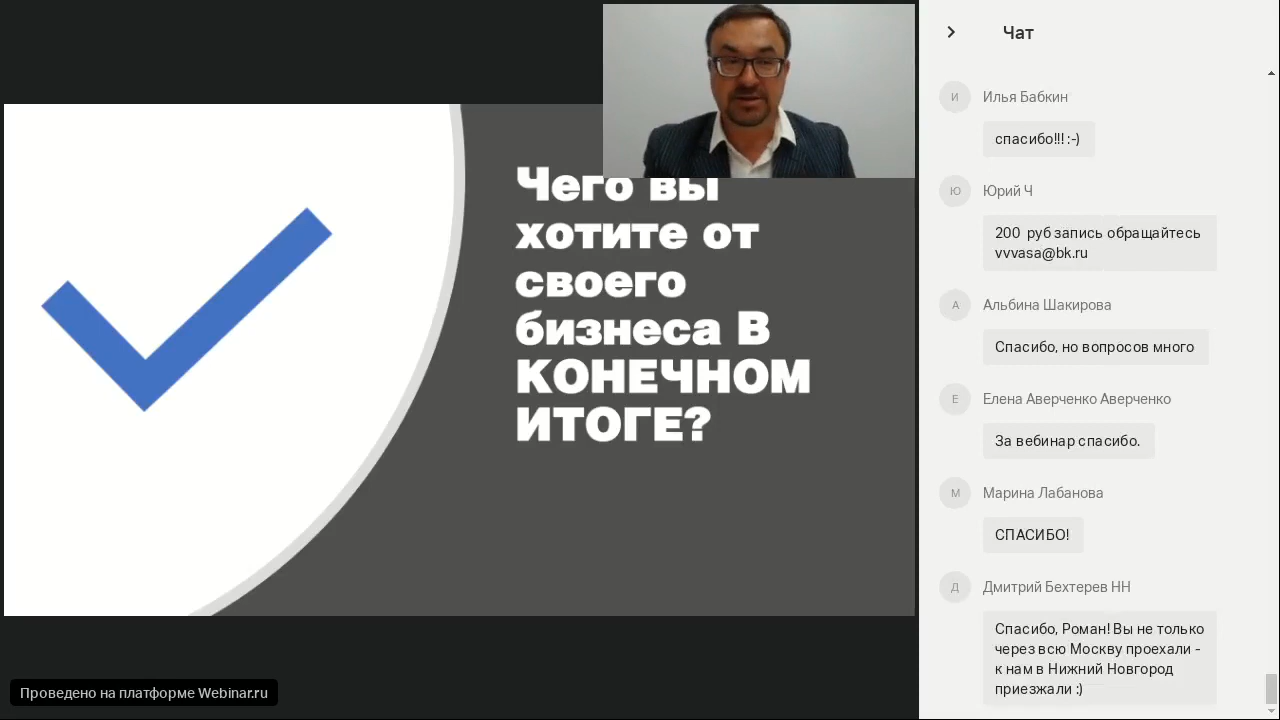 Чего вы
хотите от
своего
бизнеса В
КОНЕЧНОМ
ИТОГЕ?
Проведено на платформе Webinar.ru
Чат
И
Илья Бабкин
спасибо!!! :-)
Ю
Юрий Ч
200 руб запись обращайтесь
vvvasa@bk.ru
А
Альбина Шакирова
Спасибо, но вопросов много
Е
Елена Аверченко Аверченко
За вебинар спасибо.
М
Марина Лабанова
СПАСИБО!
Д
Дмитрий Бехтерев НН
Спасибо, Роман! Вы не только
через всю Москву проехали -
к нам в Нижний Новгород
приезжали :)